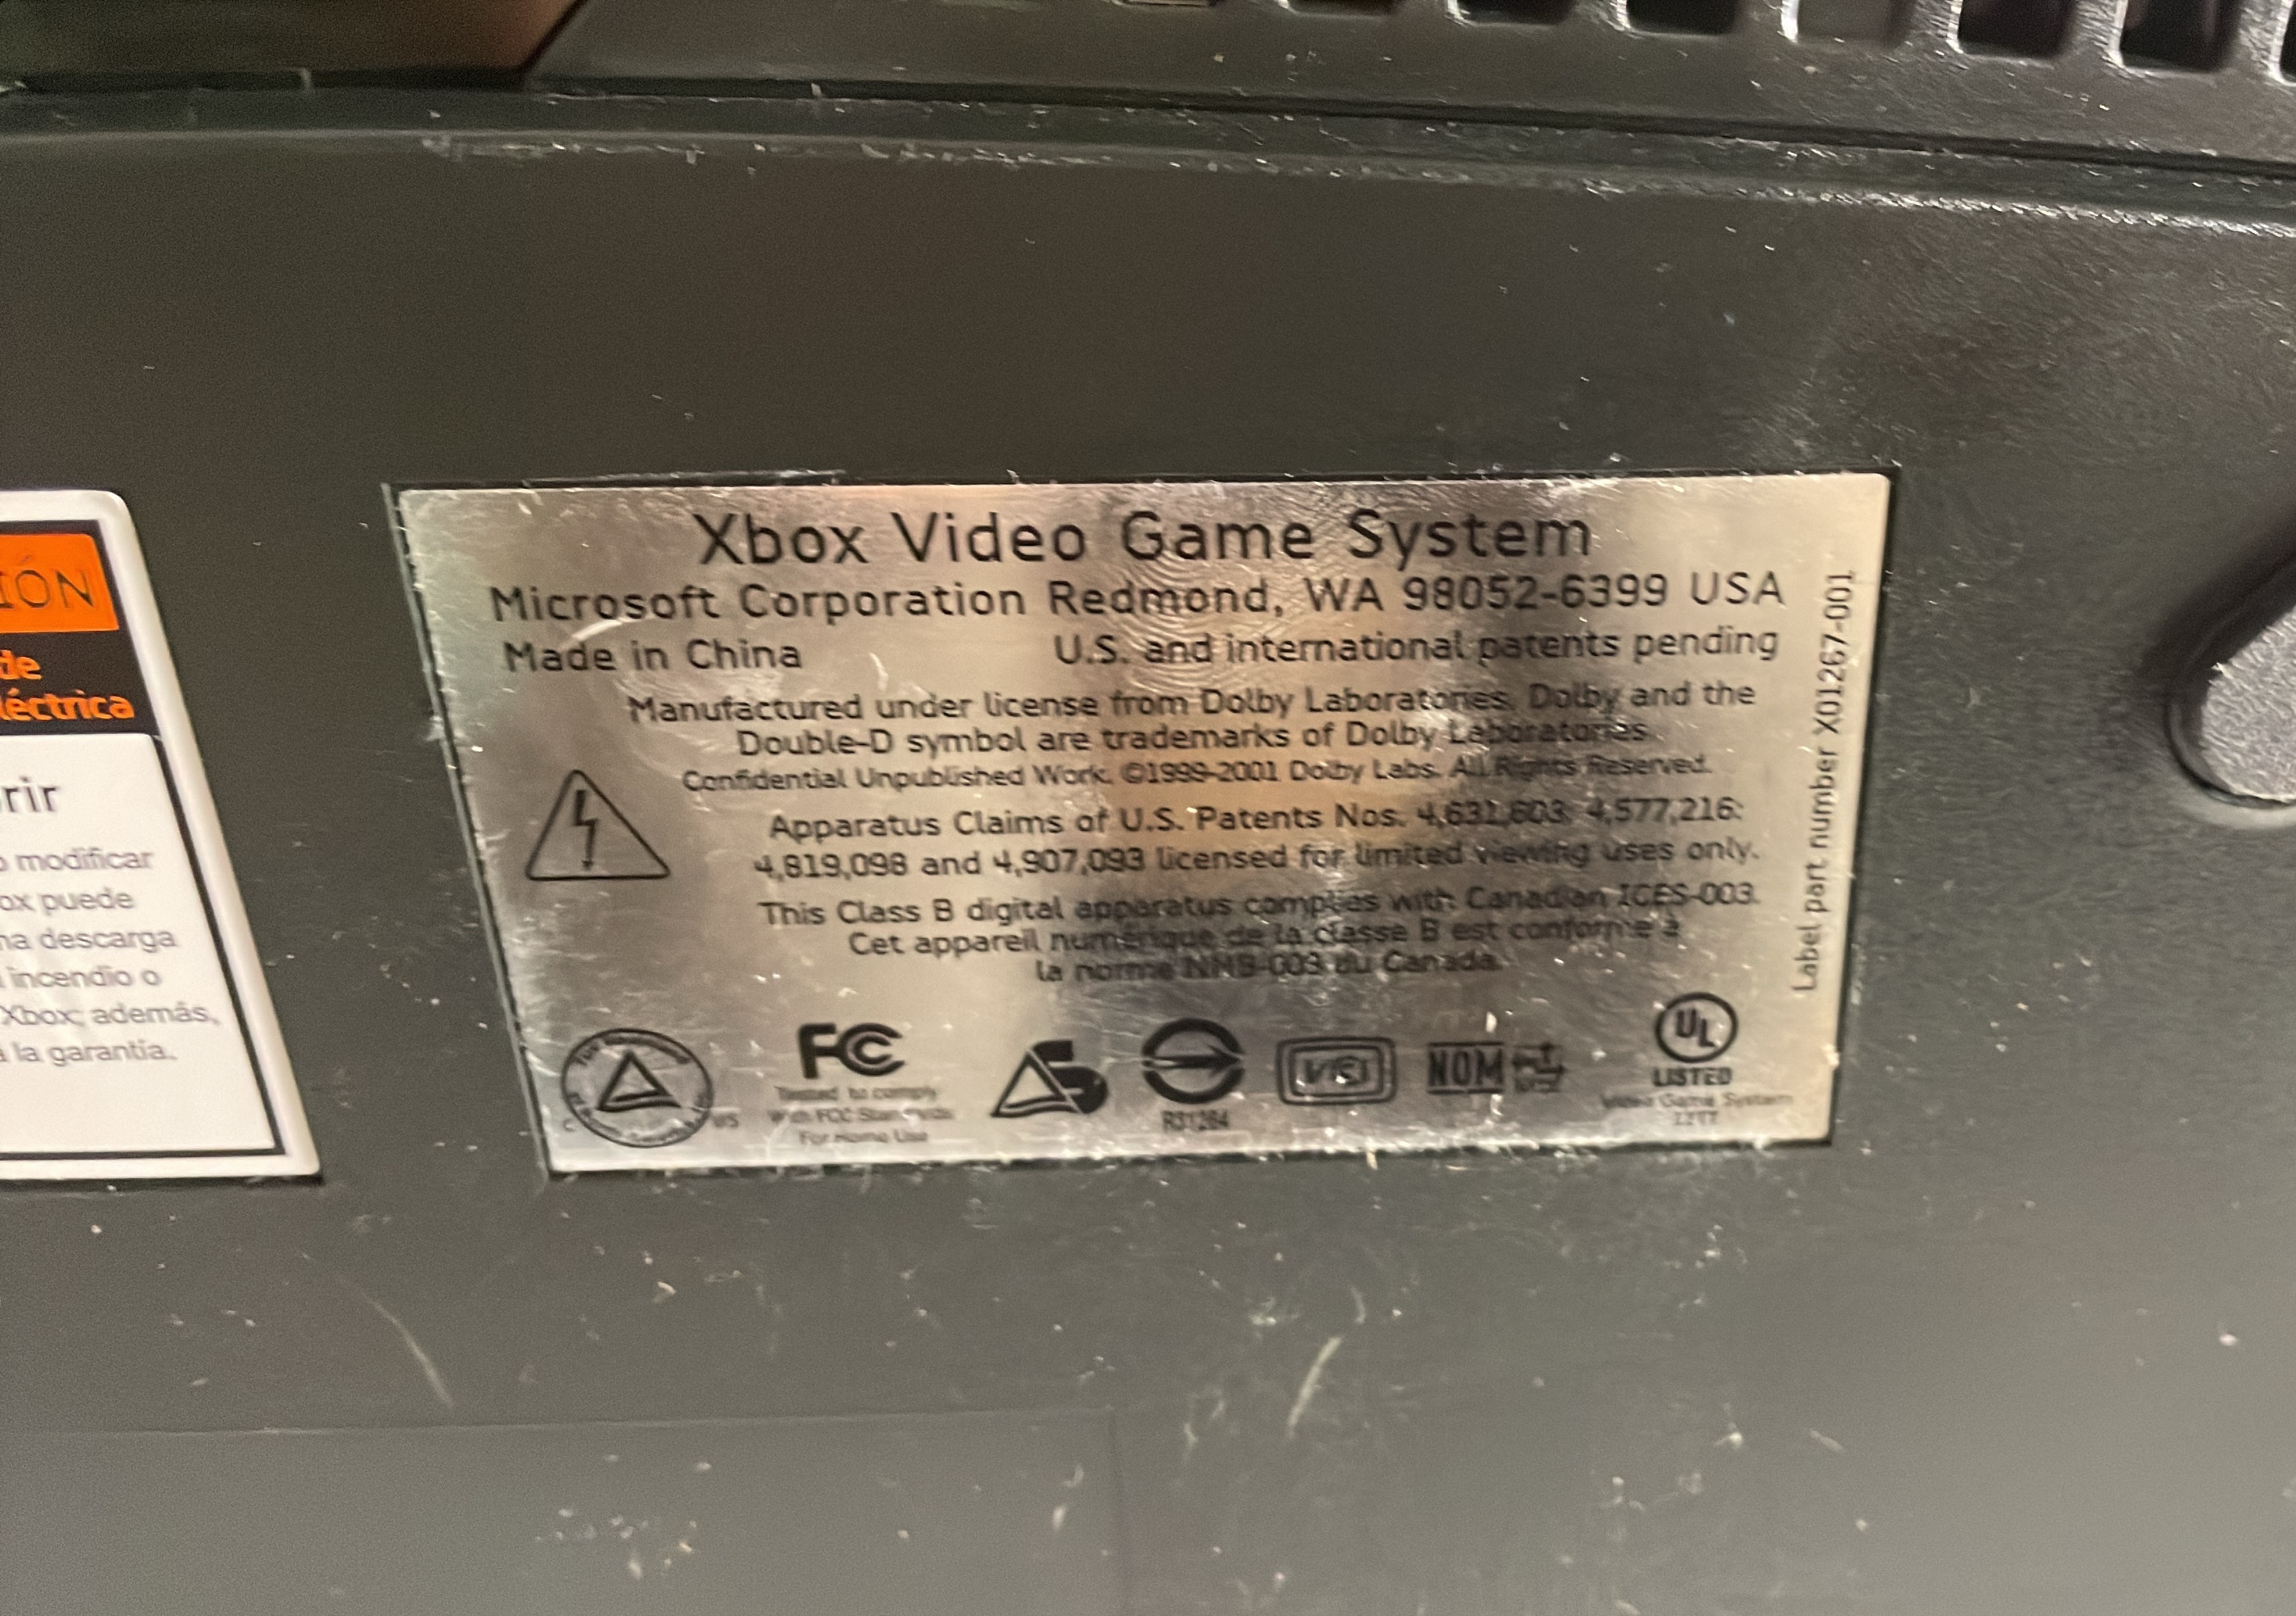 IÓN
de
léctrica
rir
o modificar
ox puede
na descarga
incendio o
Xbox; además,
a la garantía.
Xbox Video Game System
Microsoft Corporation Redmond, WA 98052-6399 USA
Made in China U.S. and international patents pending
Manufactured under license from Dolby Laboratories. Dolby and the
Double-D symbol are trademarks of Dolby Laboratories.
Confidential Unpublished Work. ©1999-2001 Dolby Labs. All Rights Reserved.
Apparatus Claims of U.S. Patents Nos. 4,631,603; 4,577,216;
4,819,098 and 4,907,093 licensed for limited viewing uses only.
This Class B digital apparatus complies with Canadian ICES-003.
Cet appareil numérique de la classe B est conforme à
la norme NMB-003 du Canada.
FC
Tested to comply
with FCC Standards
For Home Use
R31284
VCI
NOM
UL
LISTED
Video Game System
Label part number X01267-001